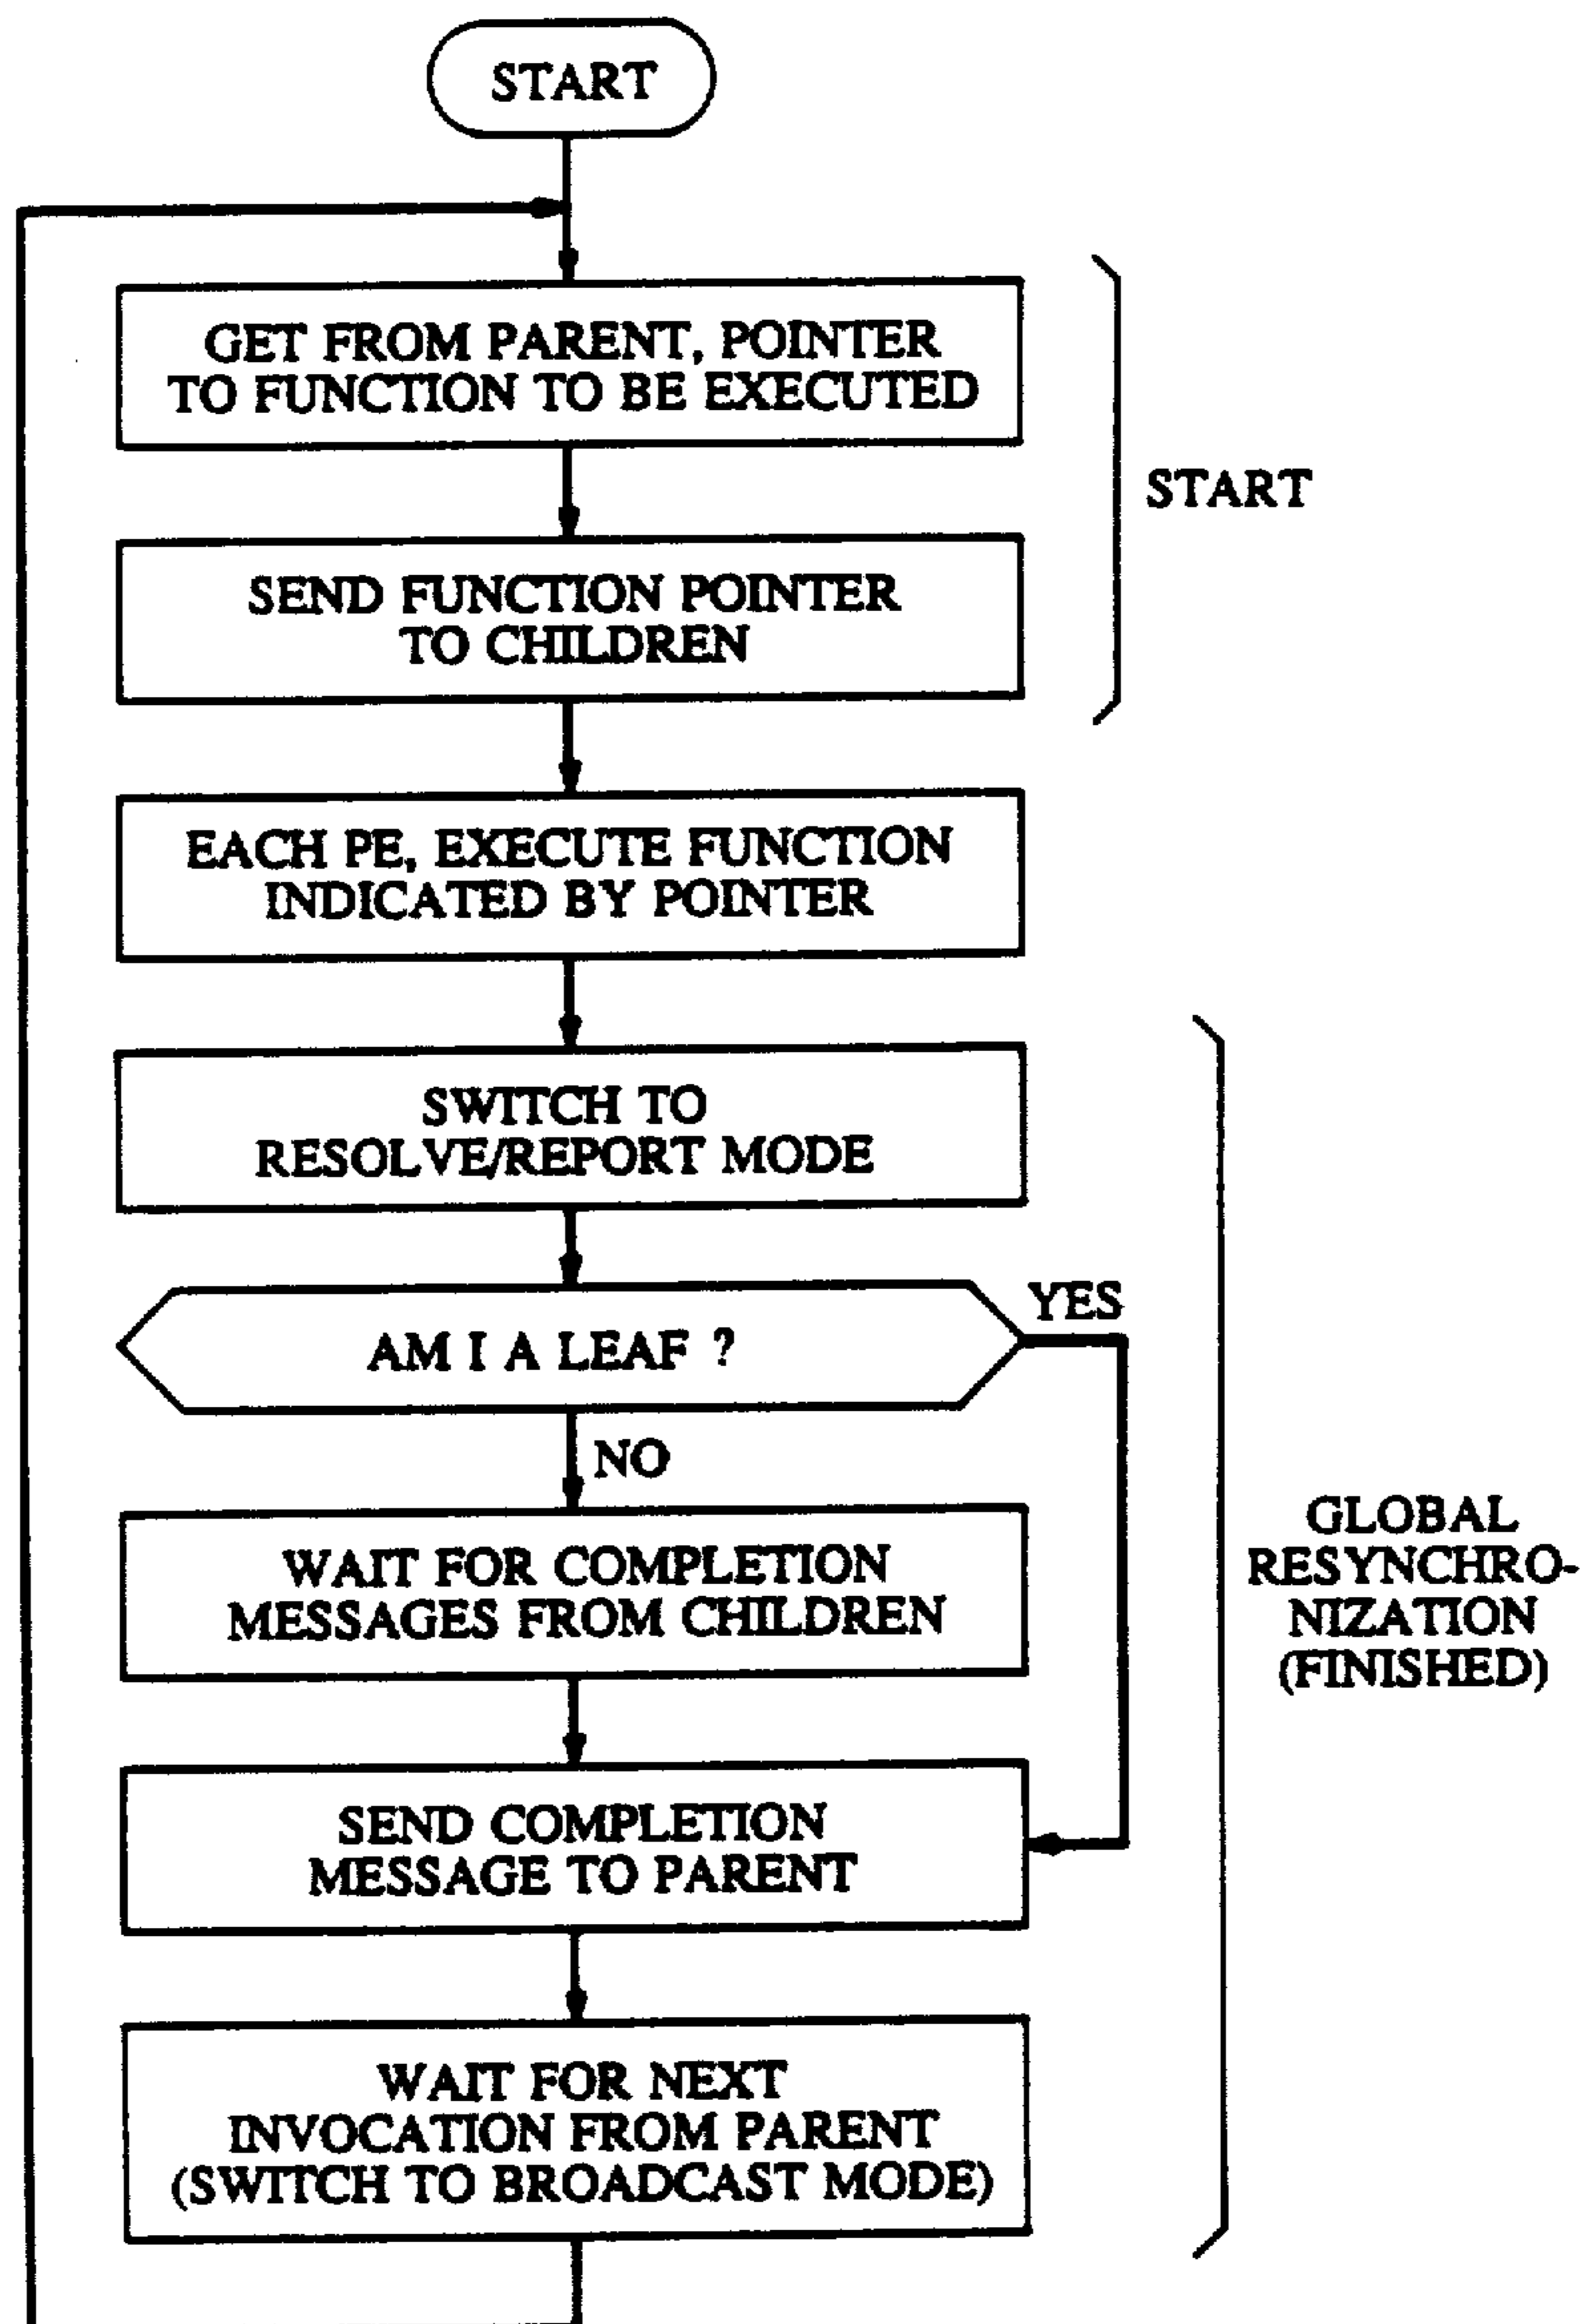 START
GET FROM PARENT, POINTER
TO FUNCTION TO BE EXECUTED
START
SEND FUNCTION POINTER
TO CHILDREN
EACH PE, EXECUTE FUNCTION
INDICATED BY POINTER
SWITCH TO
RESOLVE/REPORT MODE
YES
AM I A LEAF ?
NO
WAIT FOR COMPLETION
MESSAGES FROM CHILDREN
GLOBAL
RESYNCHRO-
NIZATION
(FINISHED)
SEND COMPLETION
MESSAGE TO PARENT
WAIT FOR NEXT
INVOCATION FROM PARENT
(SWITCH TO BROADCAST MODE)